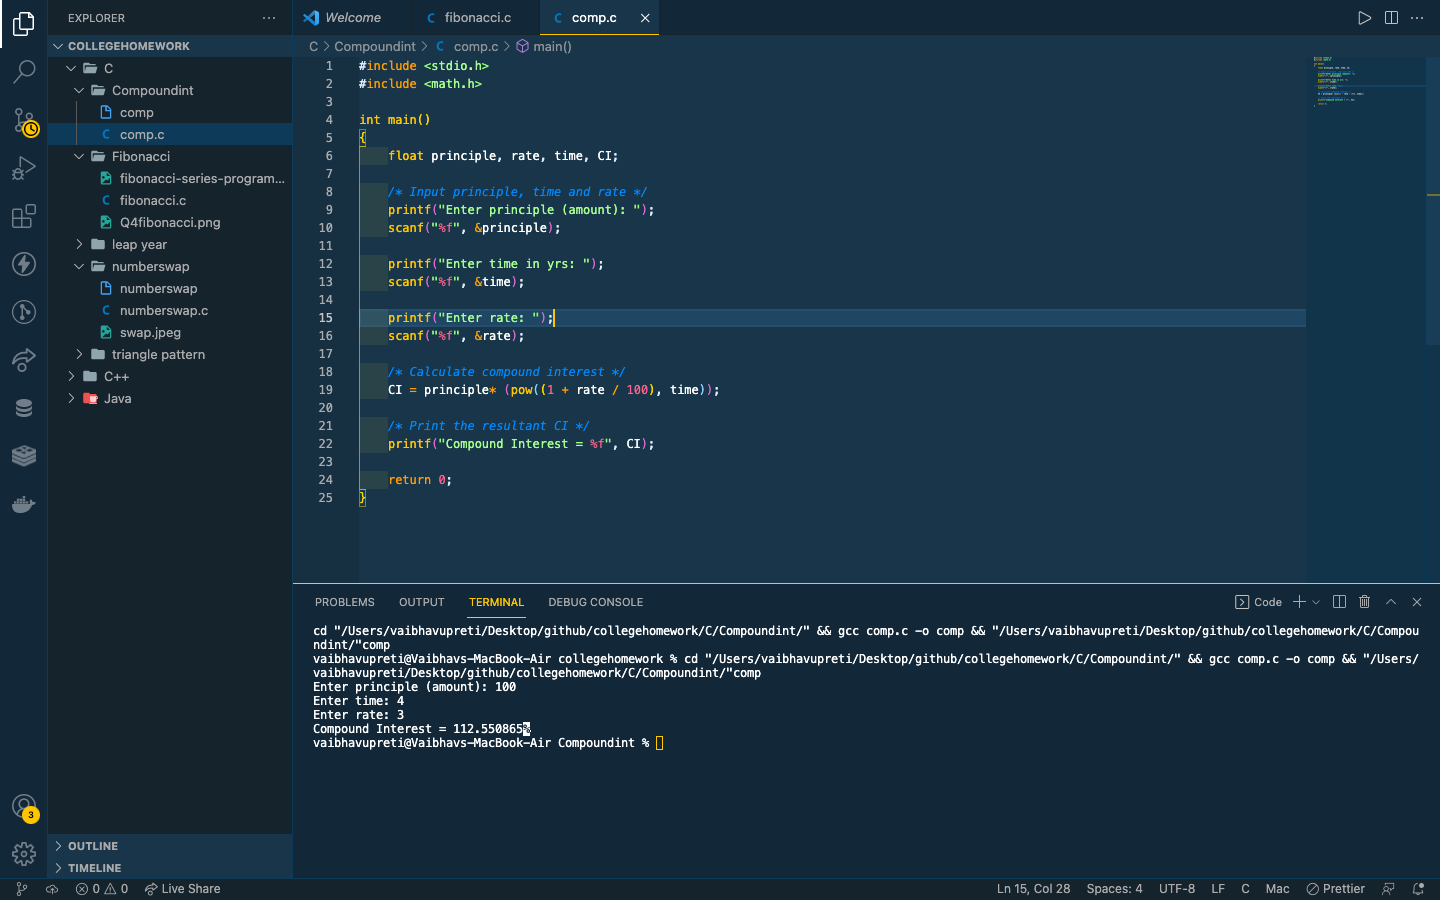 EXPLORER
COLLEGEHOMEWORK
C
Compoundint
comp
comp.c
Fibonacci
fibonacci-series-program...
fibonacci.c
Q4fibonacci.png
leap year
numberswap
numberswap
numberswap.c
swap.jpeg
triangle pattern
C++
Java
OUTLINE
TIMELINE
3
Welcome
C fibonacci.c
C comp.c
C > Compoundint > C comp.c > main()
1 #include <stdio.h>
2 #include <math.h>
3
4 int main()
5 {
6 float principle, rate, time, CI;
7
8 /* Input principle, time and rate */
9 printf("Enter principle (amount): ");
10 scanf("%f", &principle);
11
12 printf("Enter time in yrs: ");
13 scanf("%f", &time);
14
15 printf("Enter rate: ");
16 scanf("%f", &rate);
17
18 /* Calculate compound interest */
19 CI = principle* (pow((1 + rate / 100), time));
20
21 /* Print the resultant CI */
22 printf("Compound Interest = %f", CI);
23
24 return 0;
25 }
PROBLEMS OUTPUT TERMINAL DEBUG CONSOLE
Code
cd "/Users/vaibhavupreti/Desktop/github/collegehomework/C/Compoundint/" && gcc comp.c -o comp && "/Users/vaibhavupreti/Desktop/github/collegehomework/C/Compou
ndint/"comp
vaibhavupreti@Vaibhavs-MacBook-Air collegehomework % cd "/Users/vaibhavupreti/Desktop/github/collegehomework/C/Compoundint/" && gcc comp.c -o comp && "/Users/
vaibhavupreti/Desktop/github/collegehomework/C/Compoundint/"comp
Enter principle (amount): 100
Enter time: 4
Enter rate: 3
Compound Interest = 112.550865%
vaibhavupreti@Vaibhavs-MacBook-Air Compoundint %
0 0 Live Share
Ln 15, Col 28 Spaces: 4 UTF-8 LF C Mac Prettier